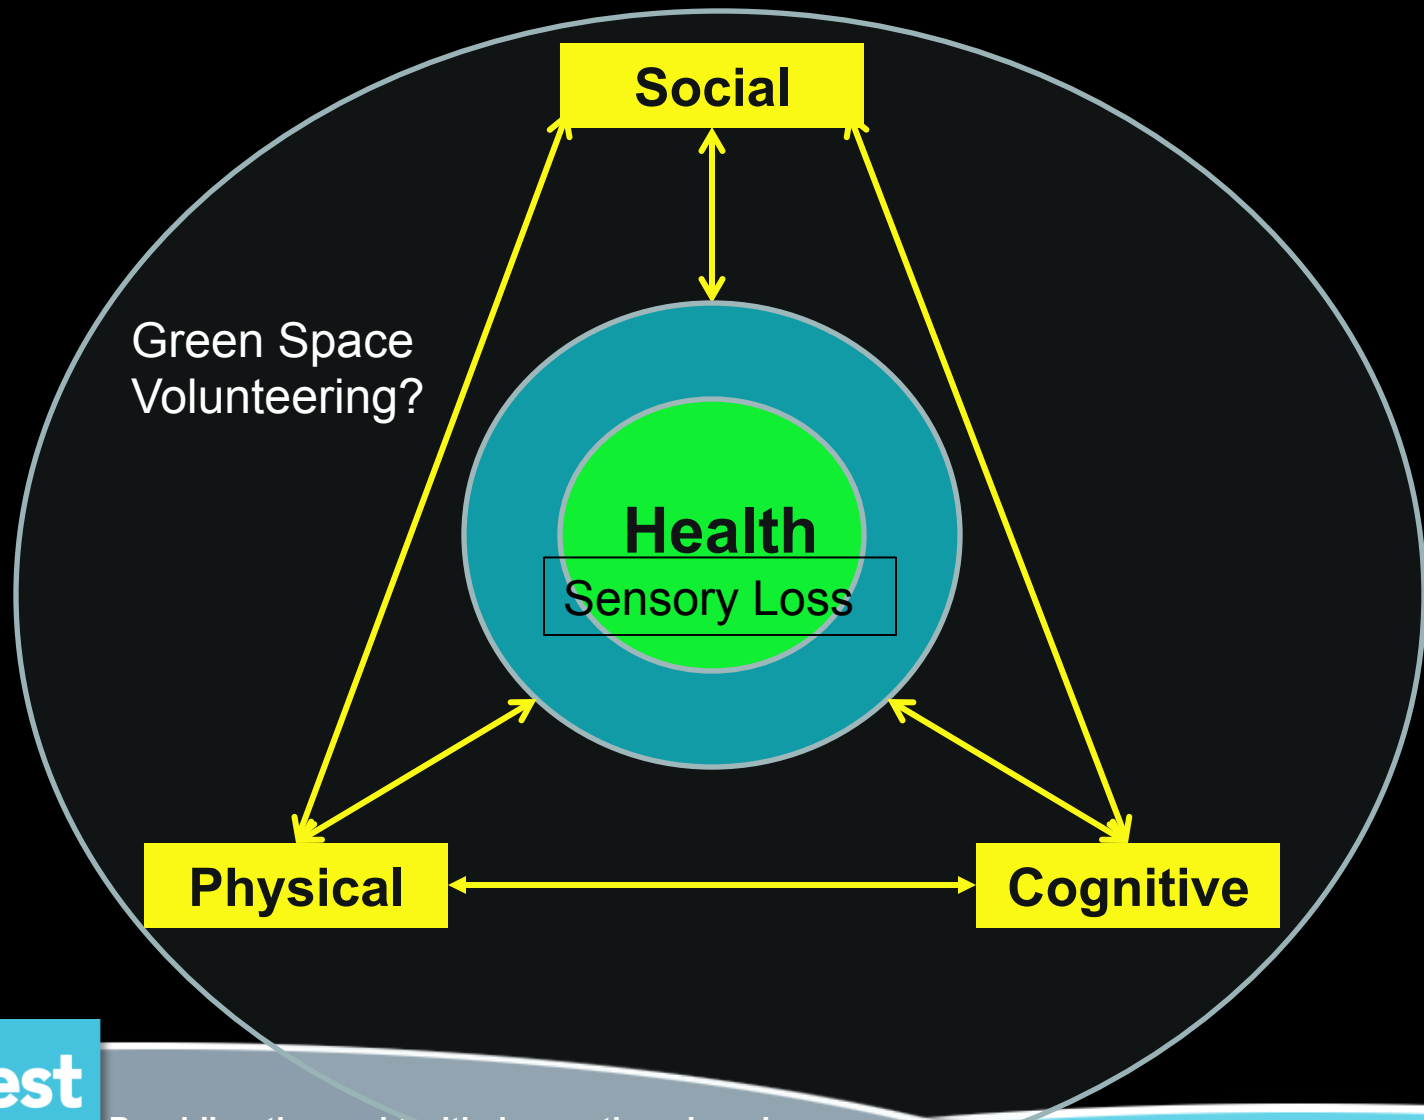 Social
Green Space
Volunteering?
Health
Sensory Loss
Physical
Cognitive
est